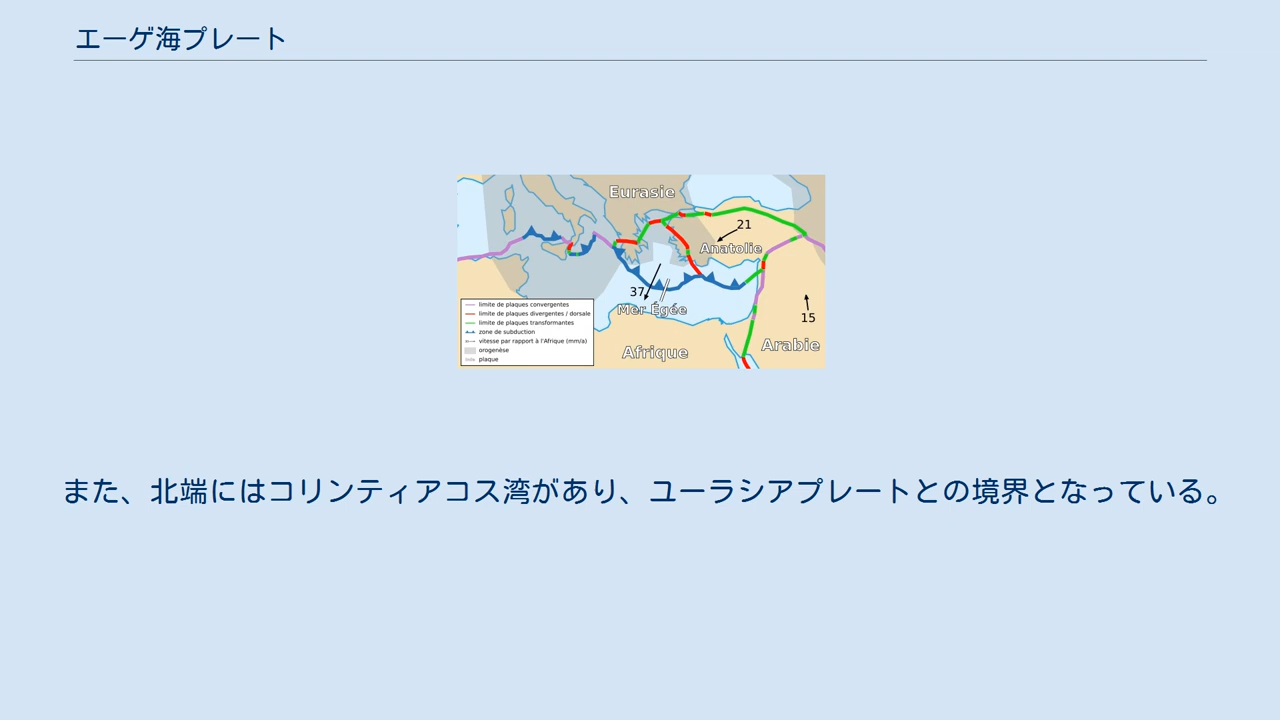 エーゲ海プレート
Eurasie
21
Anatolie
37
Mer Égée
15
Afrique
Arabie
limite de plaques convergentes
limite de plaques divergentes / dorsale
limite de plaques transformantes
zone de subduction
vitesse par rapport à l'Afrique (mm/a)
orogenèse
plaque
また、北端にはコリンティアコス湾があり、ユーラシアプレートとの境界となっている。